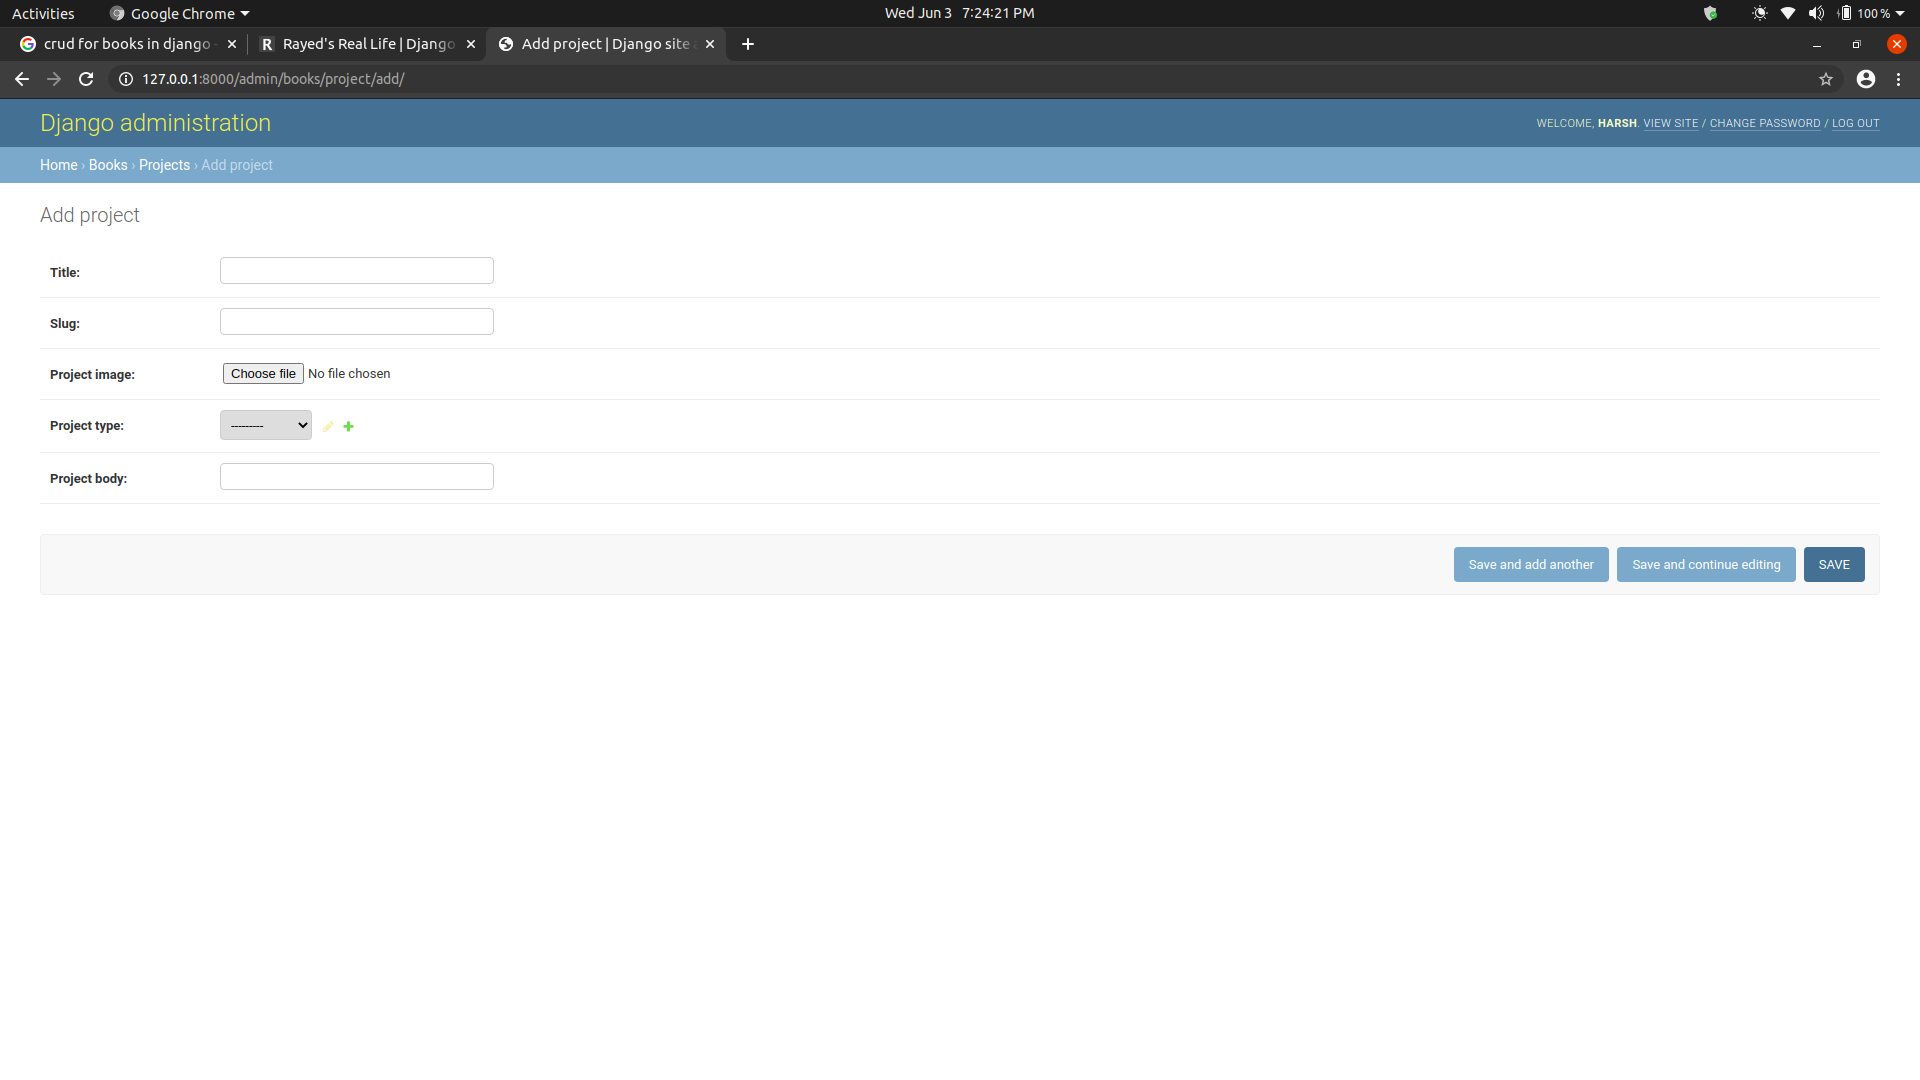 Activities Google Chrome Wed Jun 3 7:24:21 PM 100 %
crud for books in django - Rayed's Real Life | Django Add project | Django site a
127.0.0.1:8000/admin/books/project/add/
Django administration WELCOME, HARSH. VIEW SITE / CHANGE PASSWORD / LOG OUT
Home › Books › Projects › Add project
Add project
Title:
Slug:
Project image: Choose file No file chosen
Project type: ---------
Project body:
Save and add another Save and continue editing SAVE